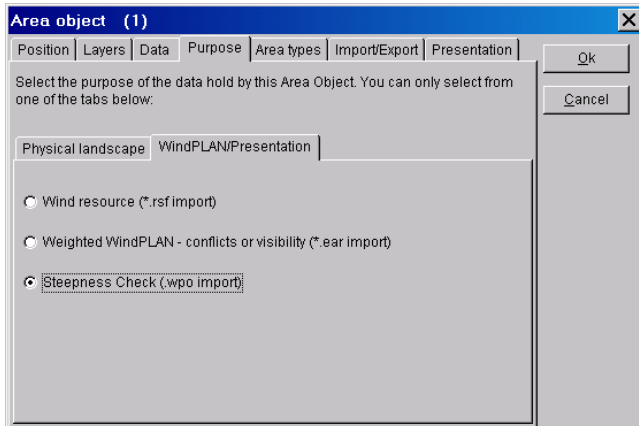 Area object (1)
Position Layers Data Purpose Area types Import/Export Presentation
Ok
Select the purpose of the data hold by this Area Object. You can only select from
one of the tabs below:
Cancel
Physical landscape WindPLAN/Presentation
Wind resource (*.rsf import)
Weighted WindPLAN - conflicts or visibility (*.ear import)
Steepness Check (.wpo import)